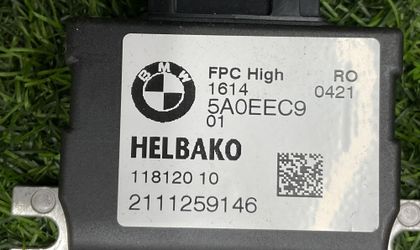 BMW
FPC High RO
1614 0421
5A0EEC9
01
HELBAKO
118120 10
2111259146